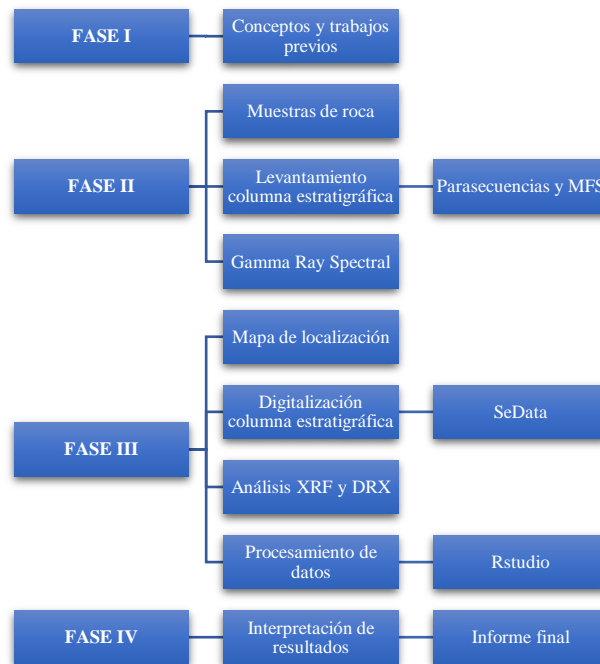 FASE I
Conceptos y trabajos
previos
FASE II
Muestras de roca
Levantamiento
columna estratigráfica
Parasecuencias y MFS
Gamma Ray Spectral
FASE III
Mapa de localización
Digitalización
columna estratigráfica
SeData
Análisis XRF y DRX
Procesamiento de
datos
Rstudio
FASE IV
Interpretación de
resultados
Informe final